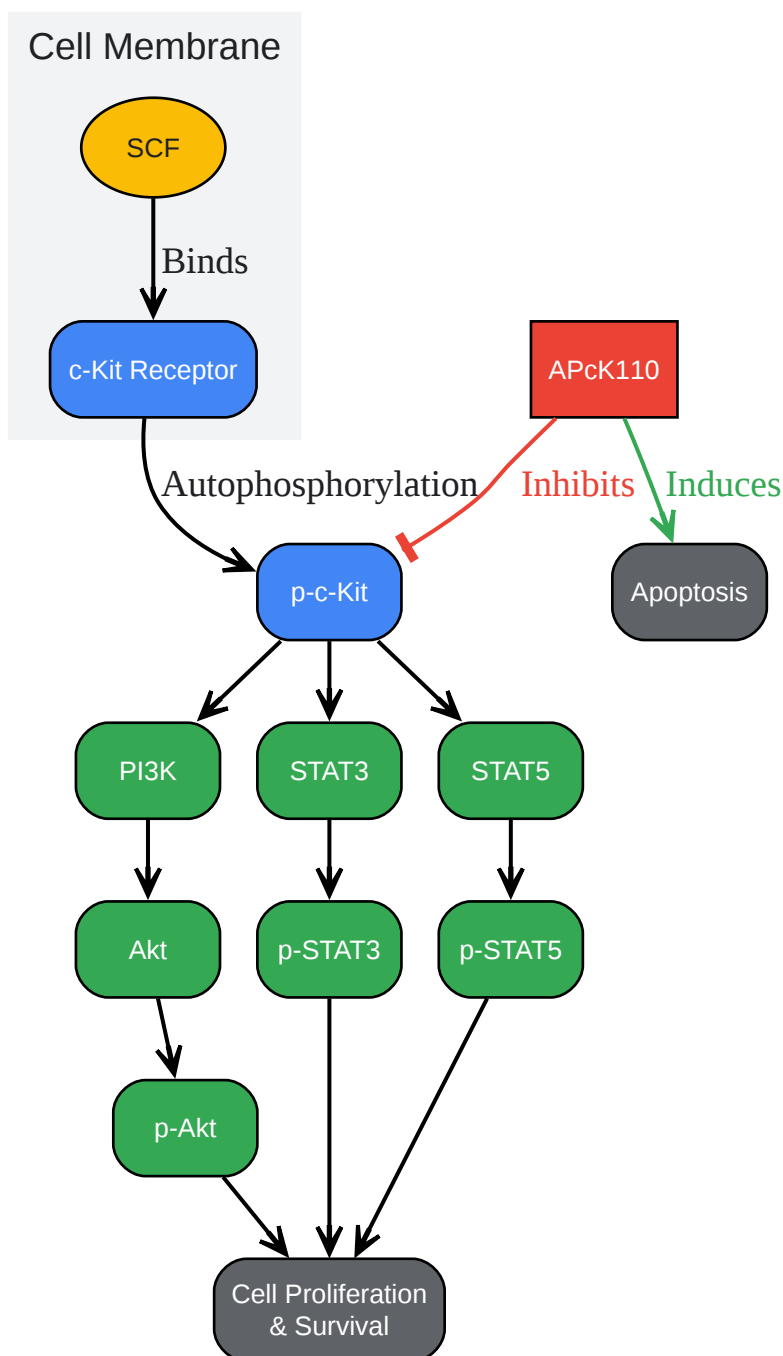 Cell Membrane
SCF
Binds
c-Kit Receptor
APcK110
Autophosphorylation
Inhibits
Induces
p-c-Kit
Apoptosis
PI3K
STAT3
STAT5
Akt
p-STAT3
p-STAT5
p-Akt
Cell Proliferation
& Survival